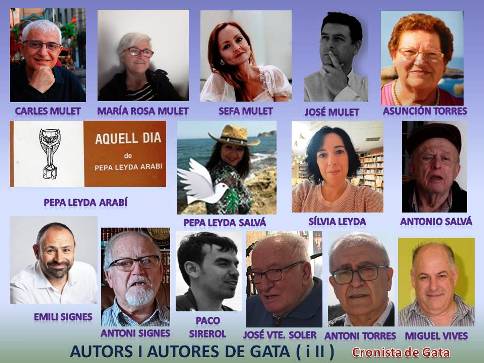 CARLES MULET
MARÍA ROSA MULET
SEFA MULET
JOSÉ MULET
ASUNCIÓN TORRES
AQUELL DIA
de
PEPA LEYDA ARABI
PEPA LEYDA ARABÍ
PEPA LEYDA SALVÁ
SÍLVIA LEYDA
ANTONIO SALVÁ
EMILI SIGNES
ANTONI SIGNES
PACO
SIREROL
JOSÉ VTE. SOLER
ANTONI TORRES
MIGUEL VIVES
AUTORS I AUTORES DE GATA ( i II )
Cronista de Gata